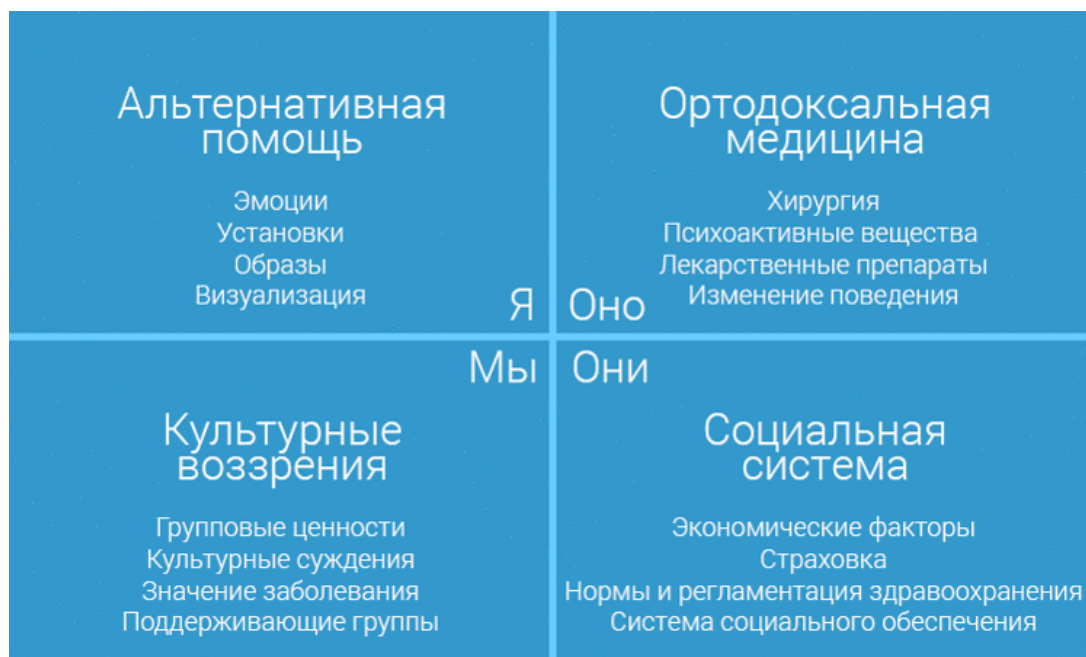 Альтернативная
помощь
Эмоции
Установки
Образы
Визуализация
Я
Ортодоксальная
медицина
Хирургия
Психоактивные вещества
Лекарственные препараты
Изменение поведения
Оно
Мы
Культурные
воззрения
Групповые ценности
Культурные суждения
Значение заболевания
Поддерживающие группы
Они
Социальная
система
Экономические факторы
Страховка
Нормы и регламентация здравоохранения
Система социального обеспечения